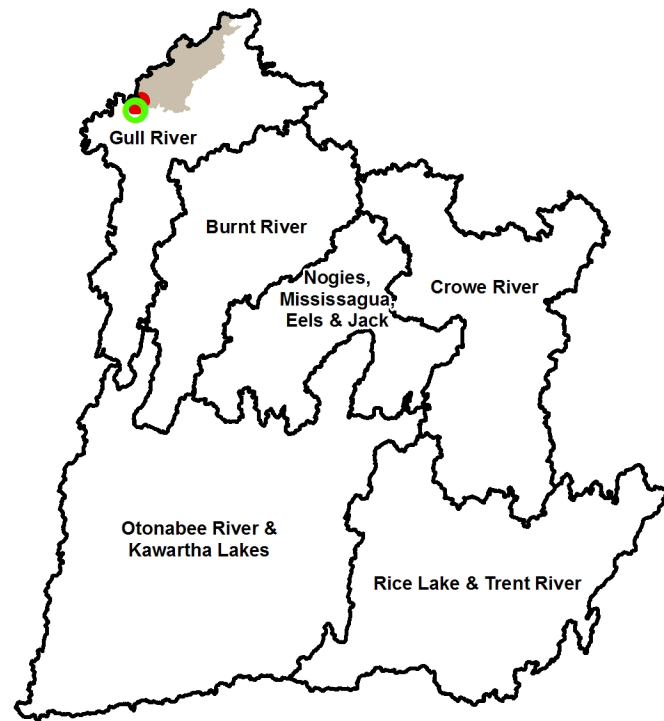 Gull River
Burnt River
Nogies,
Mississagua,
Eels & Jack
Crowe River
Otonabee River &
Kawartha Lakes
Rice Lake & Trent River